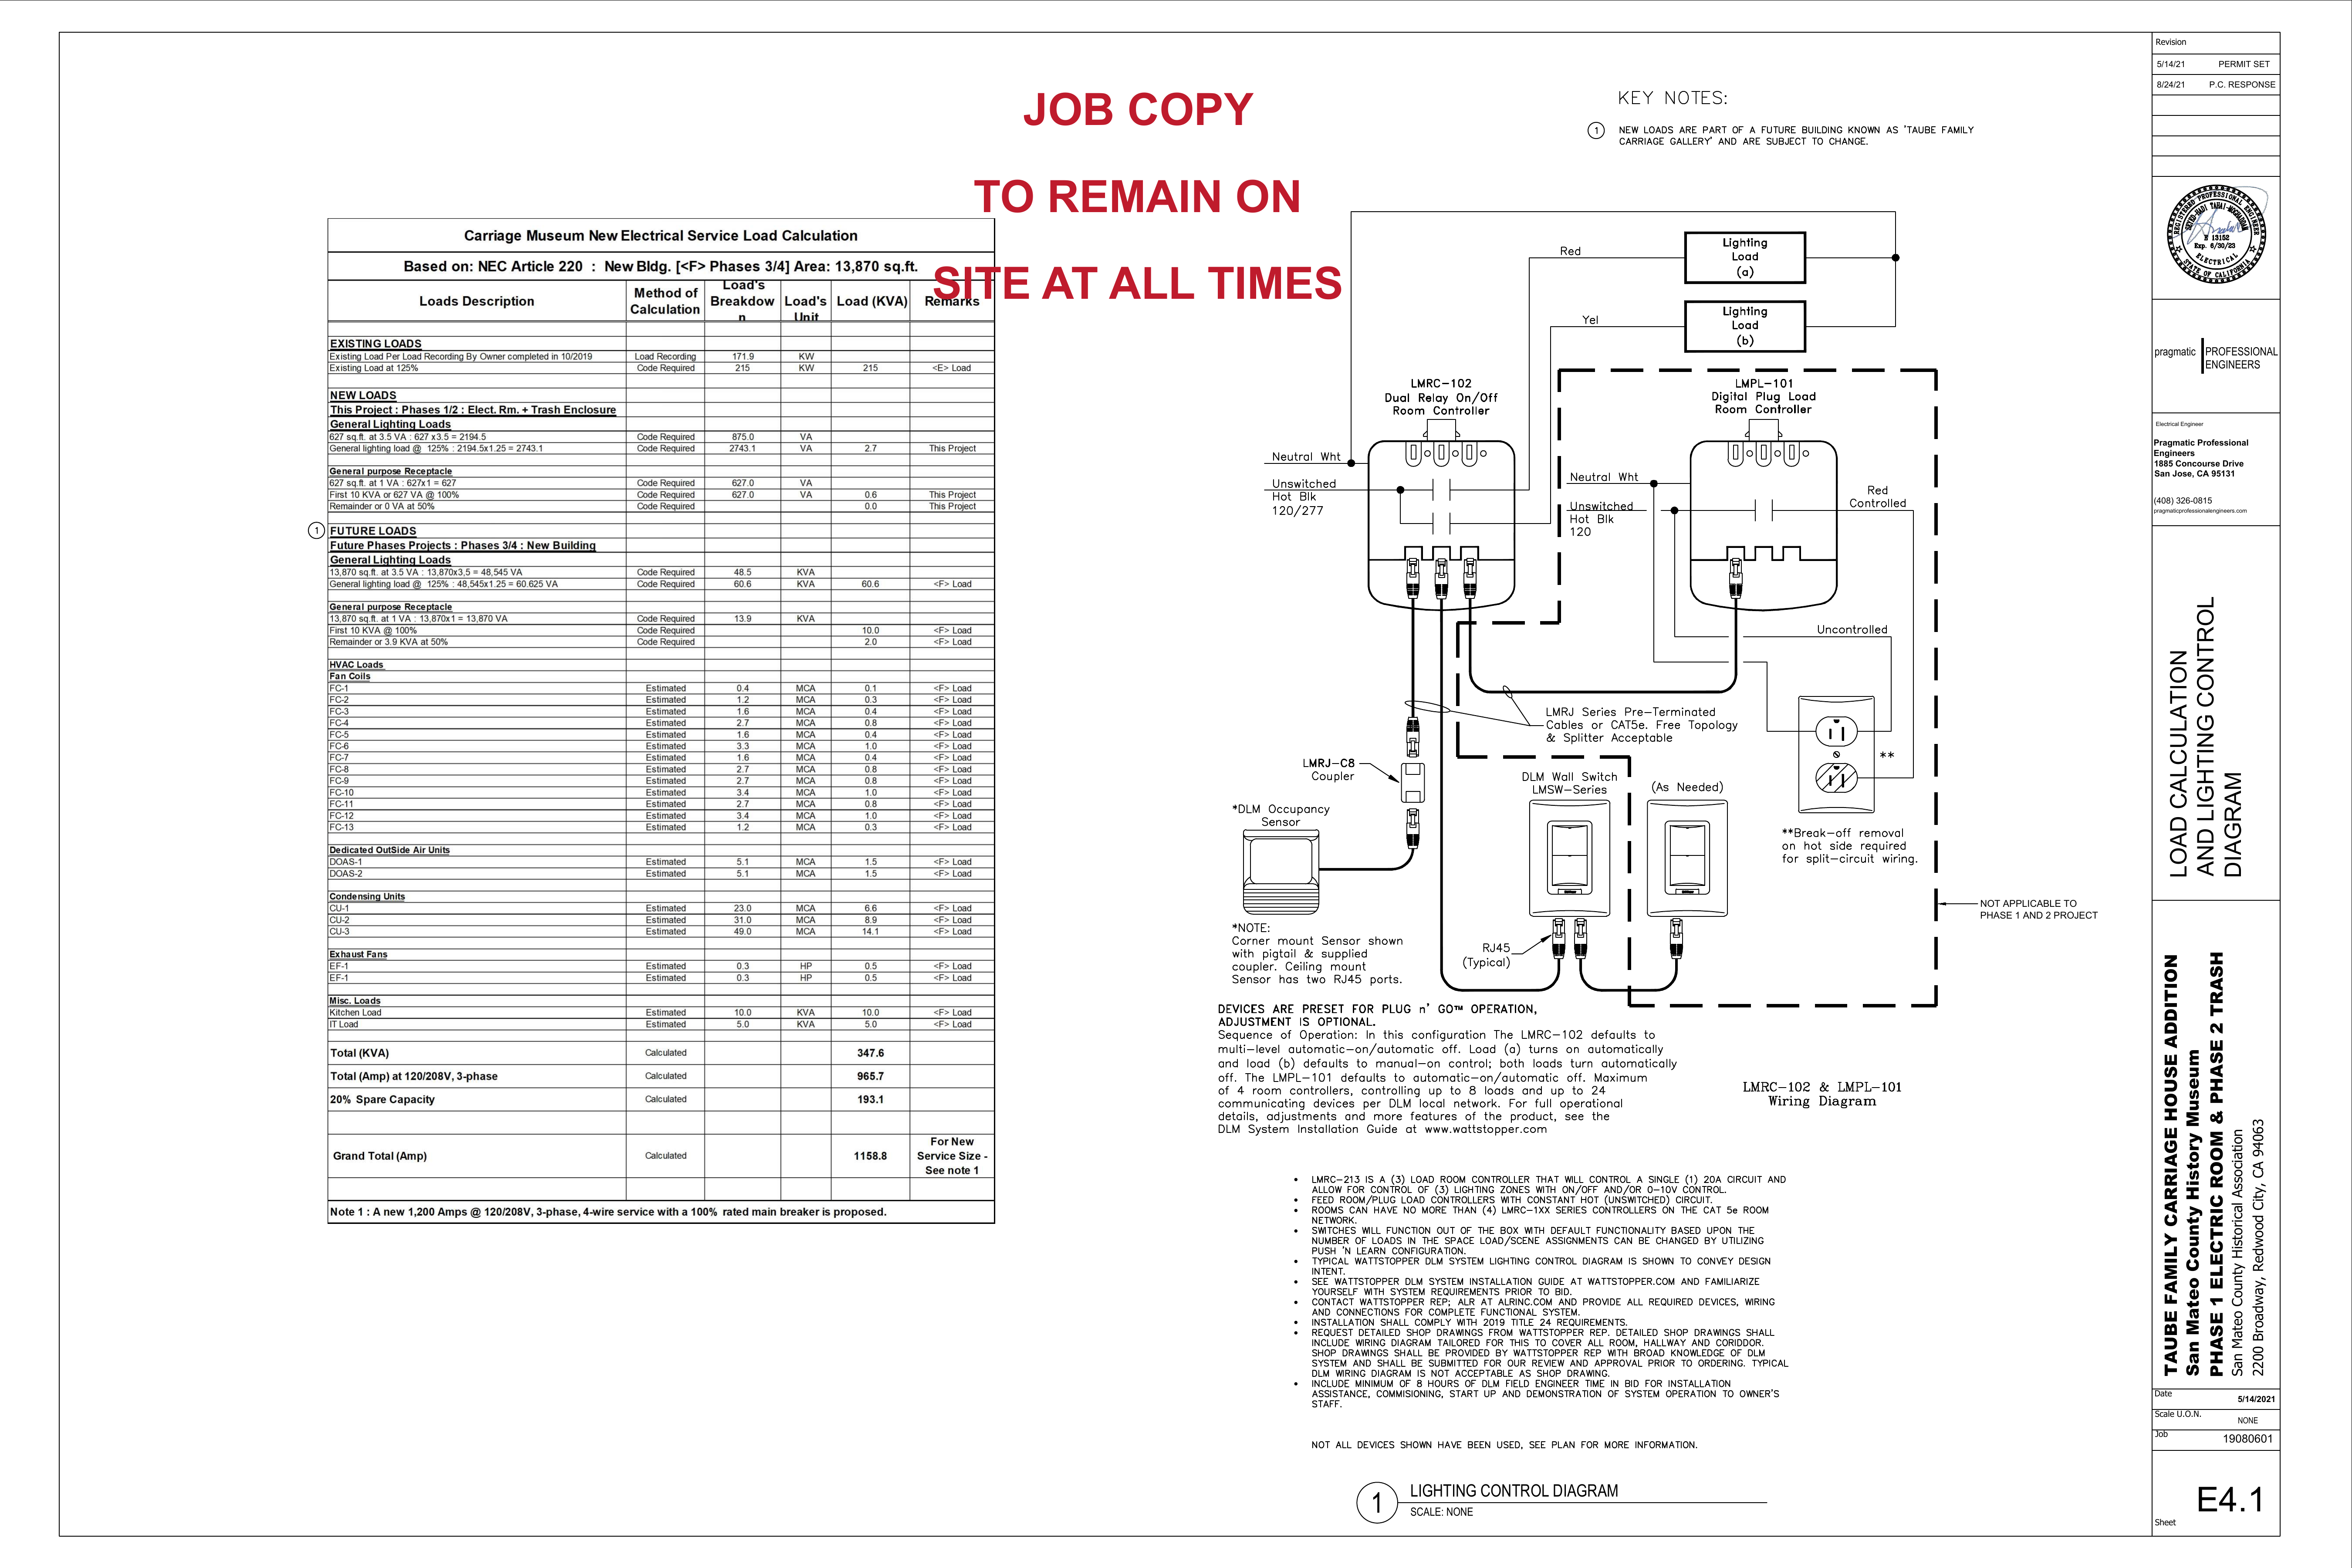 JOB COPY
TO REMAIN ON
SITE AT ALL TIMES
Carriage Museum New Electrical Service Load Calculation
Based on: NEC Article 220 : New Bldg. [<F> Phases 3/4] Area: 13,870 sq.ft.
Loads Description Method of Calculation Load's Breakdown Load's Unit Load (KVA) Remarks
EXISTING LOADS
Existing Load Per Load Recording By Owner completed in 10/2019 Load Recording 171.9 KW
Existing Load at 125% Code Required 215 KW 215 <E> Load
NEW LOADS
This Project : Phases 1/2 : Elect. Rm. + Trash Enclosure
General Lighting Loads
627 sq.ft. at 3.5 VA : 627 x3.5 = 2194.5 Code Required 875.0 VA
General lighting load @ 125% : 2194.5x1.25 = 2743.1 Code Required 2743.1 VA 2.7 This Project
General purpose Receptacle
627 sq.ft. at 1 VA : 627x1 = 627 Code Required 627.0 VA
First 10 KVA or 627 VA @ 100% Code Required 627.0 VA 0.6 This Project
Remainder or 0 VA at 50% Code Required 0.0 This Project
1 FUTURE LOADS
Future Phases Projects : Phases 3/4 : New Building
General Lighting Loads
13,870 sq.ft. at 3.5 VA : 13,870x3,5 = 48,545 VA Code Required 48.5 KVA
General lighting load @ 125% : 48,545x1.25 = 60.625 VA Code Required 60.6 KVA 60.6 <F> Load
General purpose Receptacle
13,870 sq.ft. at 1 VA : 13,870x1 = 13,870 VA Code Required 13.9 KVA
First 10 KVA @ 100% Code Required 10.0 <F> Load
Remainder or 3.9 KVA at 50% Code Required 2.0 <F> Load
HVAC Loads
Fan Coils
FC-1 Estimated 0.4 MCA 0.1 <F> Load
FC-2 Estimated 1.2 MCA 0.3 <F> Load
FC-3 Estimated 1.6 MCA 0.4 <F> Load
FC-4 Estimated 2.7 MCA 0.8 <F> Load
FC-5 Estimated 1.6 MCA 0.4 <F> Load
FC-6 Estimated 3.3 MCA 1.0 <F> Load
FC-7 Estimated 1.6 MCA 0.4 <F> Load
FC-8 Estimated 2.7 MCA 0.8 <F> Load
FC-9 Estimated 2.7 MCA 0.8 <F> Load
FC-10 Estimated 3.4 MCA 1.0 <F> Load
FC-11 Estimated 2.7 MCA 0.8 <F> Load
FC-12 Estimated 3.4 MCA 1.0 <F> Load
FC-13 Estimated 1.2 MCA 0.3 <F> Load
Dedicated OutSide Air Units
DOAS-1 Estimated 5.1 MCA 1.5 <F> Load
DOAS-2 Estimated 5.1 MCA 1.5 <F> Load
Condensing Units
CU-1 Estimated 23.0 MCA 6.6 <F> Load
CU-2 Estimated 31.0 MCA 8.9 <F> Load
CU-3 Estimated 49.0 MCA 14.1 <F> Load
Exhaust Fans
EF-1 Estimated 0.3 HP 0.5 <F> Load
EF-1 Estimated 0.3 HP 0.5 <F> Load
Misc. Loads
Kitchen Load Estimated 10.0 KVA 10.0 <F> Load
IT Load Estimated 5.0 KVA 5.0 <F> Load
Total (KVA) Calculated 347.6
Total (Amp) at 120/208V, 3-phase Calculated 965.7
20% Spare Capacity Calculated 193.1
Grand Total (Amp) Calculated 1158.8 For New Service Size - See note 1
Note 1 : A new 1,200 Amps @ 120/208V, 3-phase, 4-wire service with a 100% rated main breaker is proposed.
KEY NOTES:
1 NEW LOADS ARE PART OF A FUTURE BUILDING KNOWN AS 'TAUBE FAMILY
CARRIAGE GALLERY' AND ARE SUBJECT TO CHANGE.
Red
Lighting
Load
(a)
Yel
Lighting
Load
(b)
LMRC-102
Dual Relay On/Off
Room Controller
LMPL-101
Digital Plug Load
Room Controller
Neutral Wht
Unswitched
Hot Blk
120/277
Neutral Wht
Unswitched
Hot Blk
120
Red
Controlled
Uncontrolled
LMRJ Series Pre-Terminated
Cables or CAT5e. Free Topology
& Splitter Acceptable
LMRJ-C8
Coupler
*DLM Occupancy
Sensor
DLM Wall Switch
LMSW-Series
(As Needed)
**
**Break-off removal
on hot side required
for split-circuit wiring.
NOT APPLICABLE TO
PHASE 1 AND 2 PROJECT
RJ45
(Typical)
*NOTE:
Corner mount Sensor shown
with pigtail & supplied
coupler. Ceiling mount
Sensor has two RJ45 ports.
DEVICES ARE PRESET FOR PLUG n' GO™ OPERATION,
ADJUSTMENT IS OPTIONAL.
Sequence of Operation: In this configuration The LMRC-102 defaults to
multi-level automatic-on/automatic off. Load (a) turns on automatically
and load (b) defaults to manual-on control; both loads turn automatically
off. The LMPL-101 defaults to automatic-on/automatic off. Maximum
of 4 room controllers, controlling up to 8 loads and up to 24
communicating devices per DLM local network. For full operational
details, adjustments and more features of the product, see the
DLM System Installation Guide at www.wattstopper.com
LMRC-102 & LMPL-101
Wiring Diagram
• LMRC-213 IS A (3) LOAD ROOM CONTROLLER THAT WILL CONTROL A SINGLE (1) 20A CIRCUIT AND
ALLOW FOR CONTROL OF (3) LIGHTING ZONES WITH ON/OFF AND/OR 0-10V CONTROL.
• FEED ROOM/PLUG LOAD CONTROLLERS WITH CONSTANT HOT (UNSWITCHED) CIRCUIT.
• ROOMS CAN HAVE NO MORE THAN (4) LMRC-1XX SERIES CONTROLLERS ON THE CAT 5e ROOM
NETWORK.
• SWITCHES WILL FUNCTION OUT OF THE BOX WITH DEFAULT FUNCTIONALITY BASED UPON THE
NUMBER OF LOADS IN THE SPACE LOAD/SCENE ASSIGNMENTS CAN BE CHANGED BY UTILIZING
PUSH 'N LEARN CONFIGURATION.
• TYPICAL WATTSTOPPER DLM SYSTEM LIGHTING CONTROL DIAGRAM IS SHOWN TO CONVEY DESIGN
INTENT.
• SEE WATTSTOPPER DLM SYSTEM INSTALLATION GUIDE AT WATTSTOPPER.COM AND FAMILIARIZE
YOURSELF WITH SYSTEM REQUIREMENTS PRIOR TO BID.
• CONTACT WATTSTOPPER REP; ALR AT ALRINC.COM AND PROVIDE ALL REQUIRED DEVICES, WIRING
AND CONNECTIONS FOR COMPLETE FUNCTIONAL SYSTEM.
• INSTALLATION SHALL COMPLY WITH 2019 TITLE 24 REQUIREMENTS.
• REQUEST DETAILED SHOP DRAWINGS FROM WATTSTOPPER REP. DETAILED SHOP DRAWINGS SHALL
INCLUDE WIRING DIAGRAM TAILORED FOR THIS TO COVER ALL ROOM, HALLWAY AND CORIDDOR.
SHOP DRAWINGS SHALL BE PROVIDED BY WATTSTOPPER REP WITH BROAD KNOWLEDGE OF DLM
SYSTEM AND SHALL BE SUBMITTED FOR OUR REVIEW AND APPROVAL PRIOR TO ORDERING. TYPICAL
DLM WIRING DIAGRAM IS NOT ACCEPTABLE AS SHOP DRAWING.
• INCLUDE MINIMUM OF 8 HOURS OF DLM FIELD ENGINEER TIME IN BID FOR INSTALLATION
ASSISTANCE, COMMISIONING, START UP AND DEMONSTRATION OF SYSTEM OPERATION TO OWNER'S
STAFF.
NOT ALL DEVICES SHOWN HAVE BEEN USED, SEE PLAN FOR MORE INFORMATION.
1 LIGHTING CONTROL DIAGRAM
SCALE: NONE
Revision
5/14/21 PERMIT SET
8/24/21 P.C. RESPONSE
REGISTERED PROFESSIONAL ENGINEER
E 13152
Exp. 6/30/23
ELECTRICAL
STATE OF CALIFORNIA
pragmatic PROFESSIONAL
ENGINEERS
Electrical Engineer
Pragmatic Professional
Engineers
1885 Concourse Drive
San Jose, CA 95131
(408) 326-0815
pragmaticprofessionalengineers.com
LOAD CALCULATION
AND LIGHTING CONTROL
DIAGRAM
TAUBE FAMILY CARRIAGE HOUSE ADDITION
San Mateo County History Museum
PHASE 1 ELECTRIC ROOM & PHASE 2 TRASH
San Mateo County Historical Association
2200 Broadway, Redwood City, CA 94063
Date
5/14/2021
Scale U.O.N.
NONE
Job
19080601
E4.1
Sheet